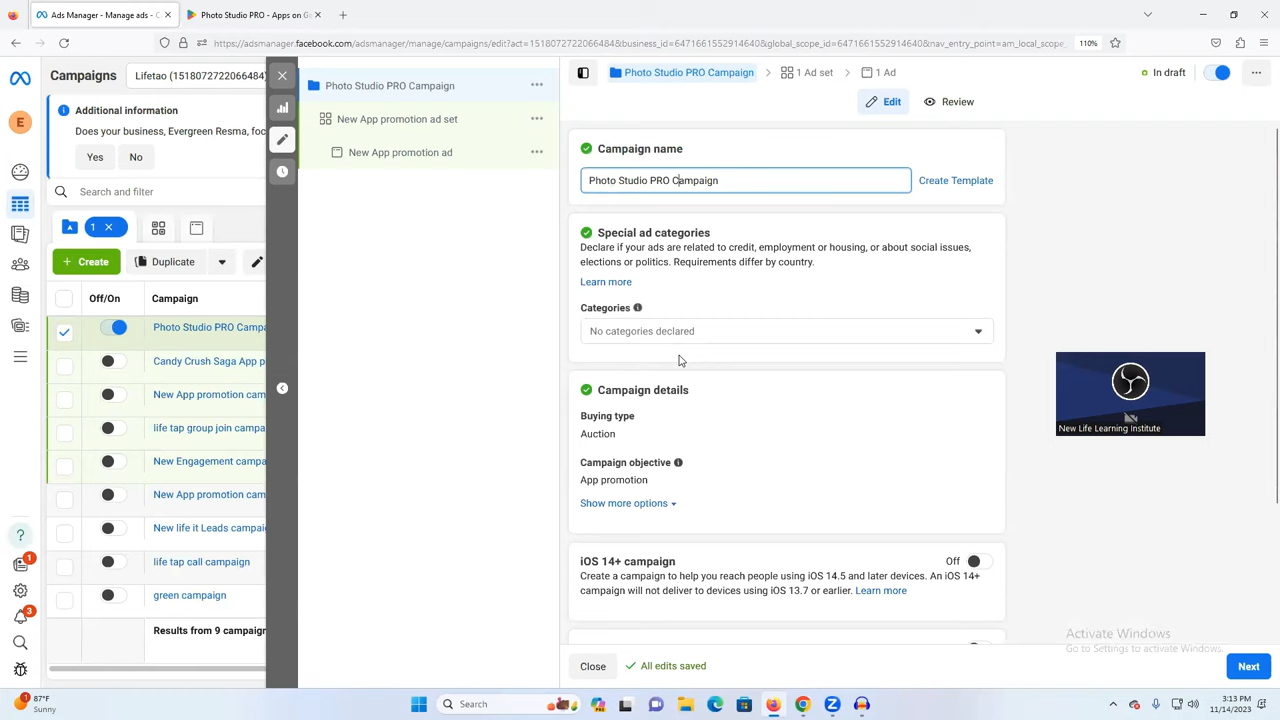 Ads Manager - Manage ads - C
Photo Studio PRO - Apps on G
https://adsmanager.facebook.com/adsmanager/manage/campaigns/edit?act=1518072722066484&business_id=6471661552914640&global_scope_id=6471661552914640&nav_entry_point=am_local_scope
110%
Campaigns
Lifetao (1518072722066484)
Additional information
Does your business, Evergreen Resma, foc
Yes
No
E
Search and filter
1
Create
Duplicate
Off/On
Campaign
Photo Studio PRO Campa
Candy Crush Saga App p
New App promotion cam
life tap group join campa
New Engagement campa
New App promotion cam
New life it Leads campai
life tap call campaign
green campaign
Results from 9 campaign
?
1
3
Photo Studio PRO Campaign
New App promotion ad set
New App promotion ad
Photo Studio PRO Campaign
1 Ad set
1 Ad
In draft
Edit
Review
Campaign name
Photo Studio PRO Campaign
Create Template
Special ad categories
Declare if your ads are related to credit, employment or housing, or about social issues,
elections or politics. Requirements differ by country.
Learn more
Categories
No categories declared
Campaign details
Buying type
Auction
Campaign objective
App promotion
Show more options
iOS 14+ campaign
Off
Create a campaign to help you reach people using iOS 14.5 and later devices. An iOS 14+
campaign will not deliver to devices using iOS 13.7 or earlier. Learn more
New Life Learning Institute
Activate Windows
Go to Settings to activate Windows.
Close
All edits saved
Next
1
87°F
Sunny
Search
3:13 PM
11/14/2023